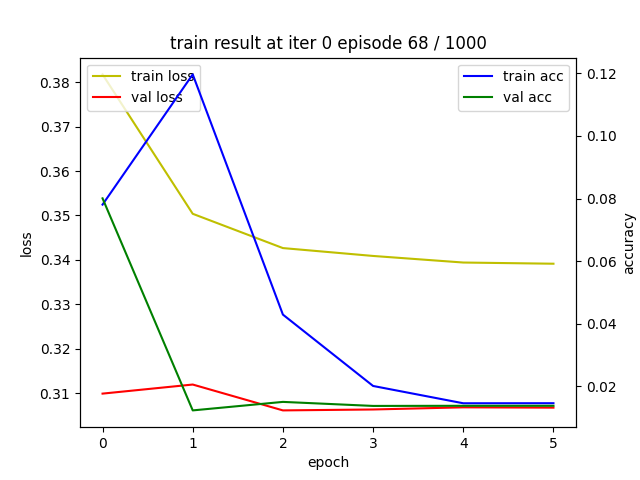 train result at iter 0 episode 68 / 1000
train loss
val loss
train acc
val acc
0.38
0.37
0.36
0.35
0.34
0.33
0.32
0.31
loss
0.12
0.10
0.08
0.06
0.04
0.02
accuracy
0 1 2 3 4 5
epoch